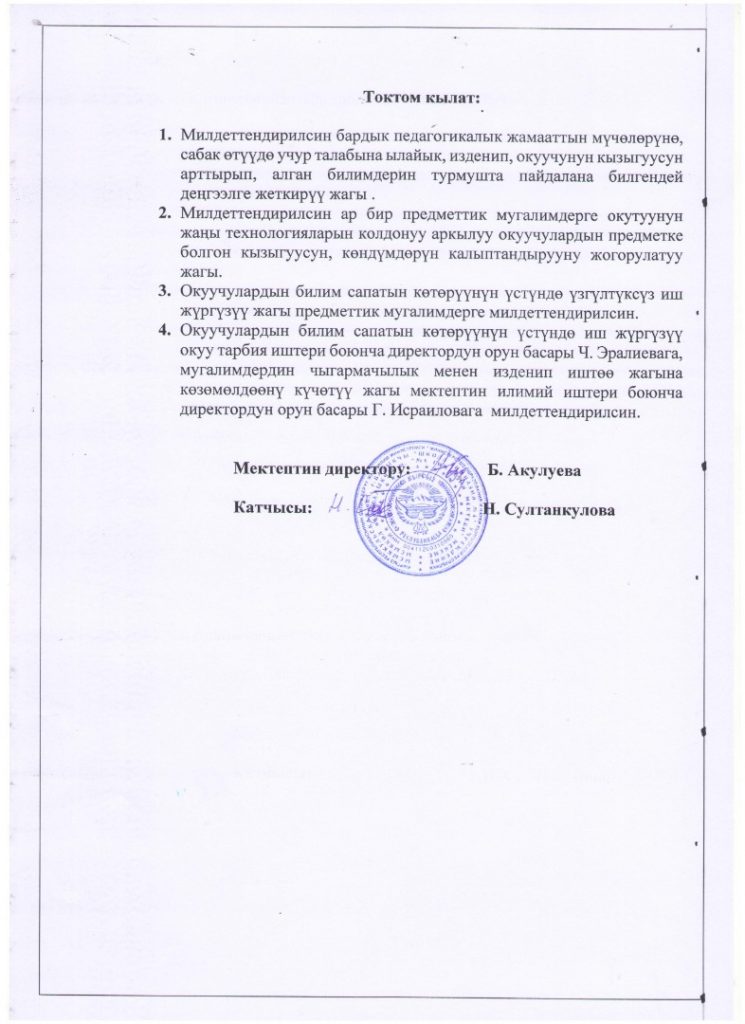 Токтом кылат:
1. Милдеттендирилсин бардык педагогикалык жамааттын мүчөлөрүнө,
сабак өтүүдө учур талабына ылайык, изденип, окуучунун кызыгуусун
арттырып, алган билимдерин турмушта пайдалана билгендей
деңгээлге жеткирүү жагы .
2. Милдеттендирилсин ар бир предметтик мугалимдерге окутуунун
жаңы технологияларын колдонуу аркылуу окуучулардын предметке
болгон кызыгуусун, көндүмдөрүн калыптандырууну жогорулатуу
жагы.
3. Окуучулардын билим сапатын көтөрүүнүн үстүндө үзгүлтүксүз иш
жүргүзүү жагы предметтик мугалимдерге милдеттендирилсин.
4. Окуучулардын билим сапатын көтөрүүнүн үстүндө иш жүргүзүү
окуу тарбия иштери боюнча директордун орун басары Ч. Эралиевага,
мугалимдердин чыгармачылык менен изденип иштөө жагына
көзөмөлдөөнү күчөтүү жагы мектептин илимий иштери боюнча
директордун орун басары Г. Исраиловага милдеттендирилсин.
Мектептин директору: Б. Акулуева
Катчысы: Н. Султанкулова